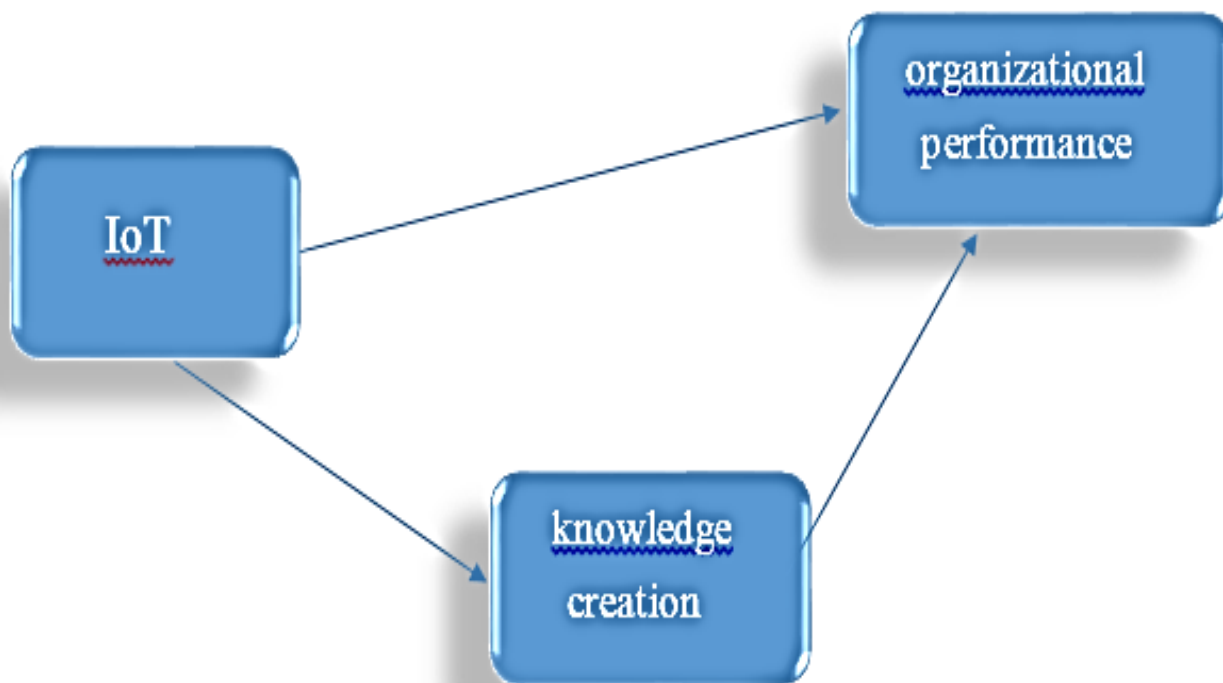 organizational
performance
IoT
knowledge
creation